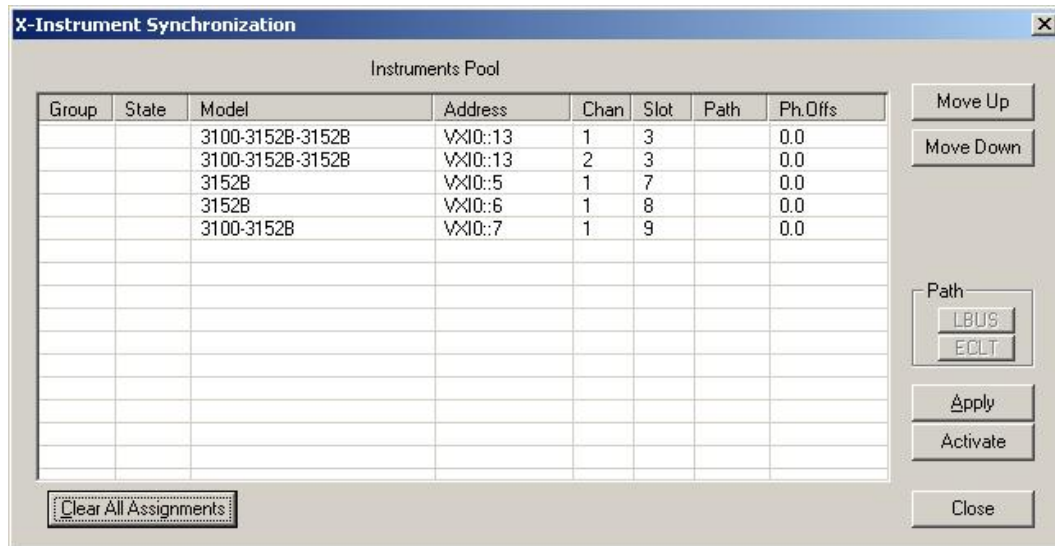 X-Instrument Synchronization
Instruments Pool
Group State Model Address Chan Slot Path Ph.Offs
3100-3152B-3152B VXI0::13 1 3 0.0
3100-3152B-3152B VXI0::13 2 3 0.0
3152B VXI0::5 1 7 0.0
3152B VXI0::6 1 8 0.0
3100-3152B VXI0::7 1 9 0.0
Move Up
Move Down
Path
LBUS
ECLT
Apply
Activate
Clear All Assignments
Close